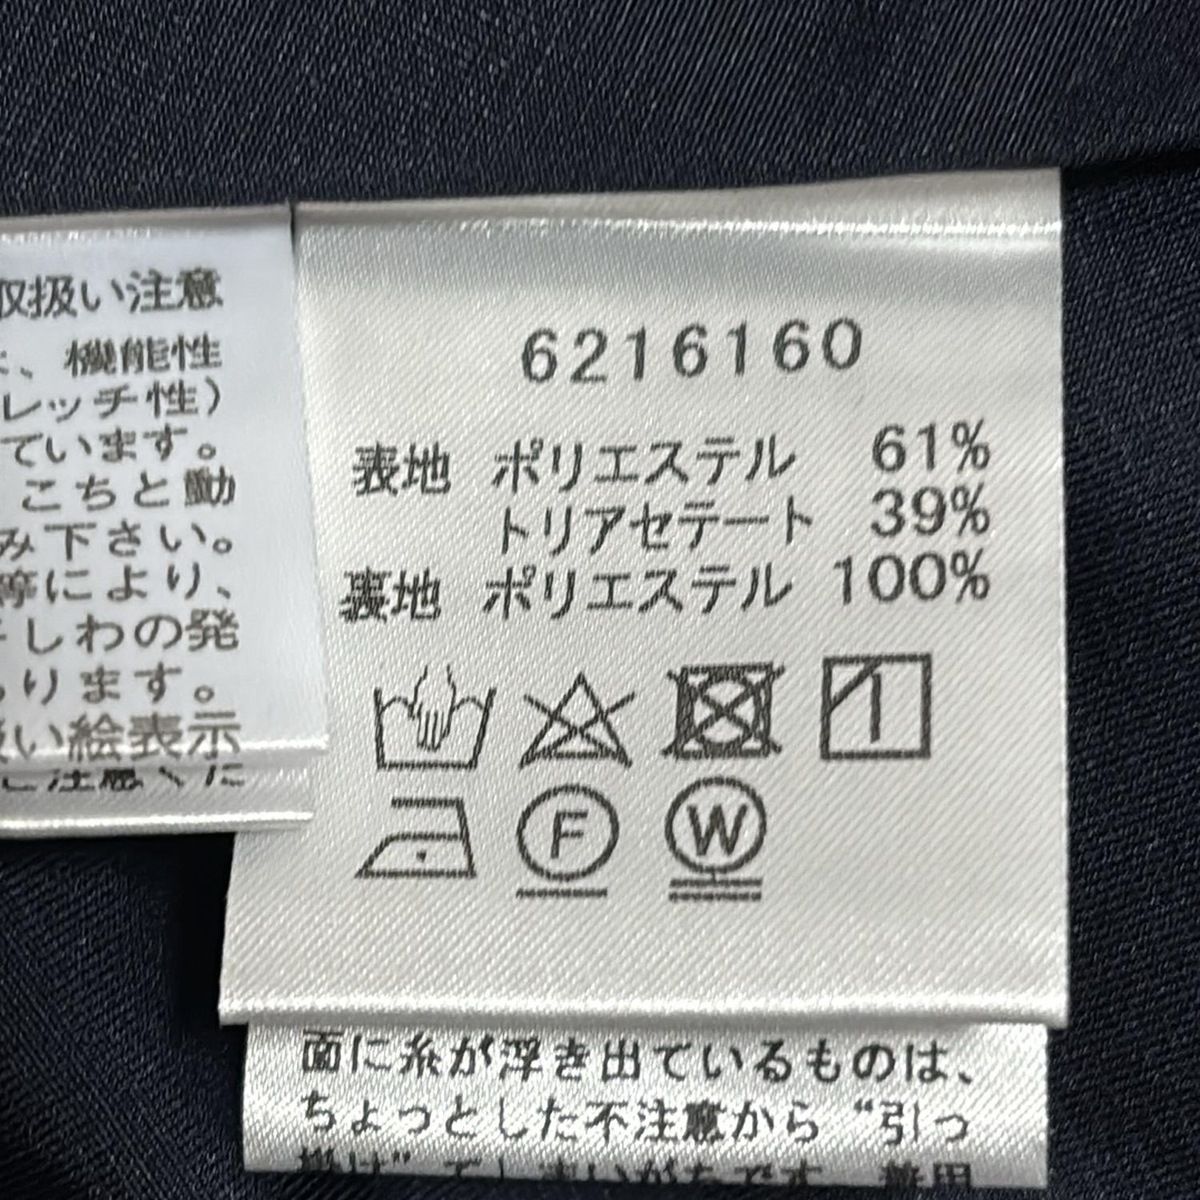 取扱い注意
、機能性
レッチ性)
ています。
こちと動
み下さい。
等により、
しわの発
ります。
い絵表示
6216160
表地 ポリエステル 61%
トリアセテート 39%
裏地 ポリエステル 100%
F W
面に糸が浮き出ているものは、
ちょっとした不注意から“引っ